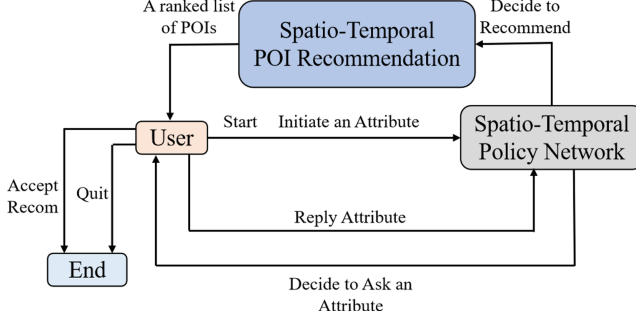 A ranked list
of POIs
Spatio-Temporal
POI Recommendation
Decide to
Recommend
User
Start
Initiate an Attribute
Spatio-Temporal
Policy Network
Accept
Recom
Quit
Reply Attribute
End
Decide to Ask an
Attribute